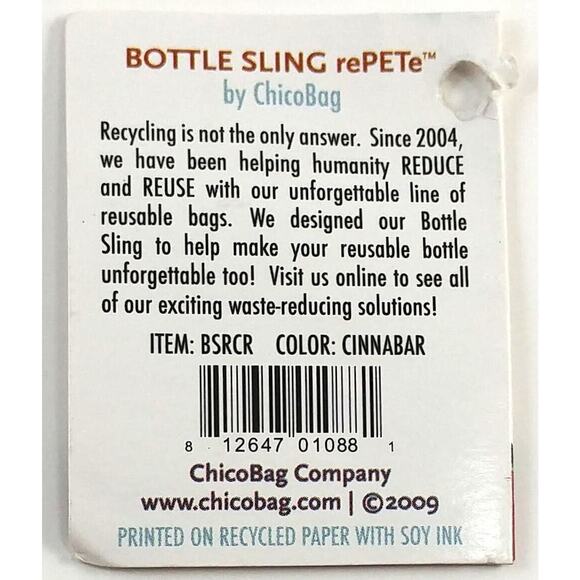 BOTTLE SLING rePETe™
by ChicoBag
Recycling is not the only answer. Since 2004,
we have been helping humanity REDUCE
and REUSE with our unforgettable line of
reusable bags. We designed our Bottle
Sling to help make your reusable bottle
unforgettable too! Visit us online to see all
of our exciting waste-reducing solutions!
ITEM: BSRCR COLOR: CINNABAR
8 12647 01088 1
ChicoBag Company
www.chicobag.com | ©2009
PRINTED ON RECYCLED PAPER WITH SOY INK